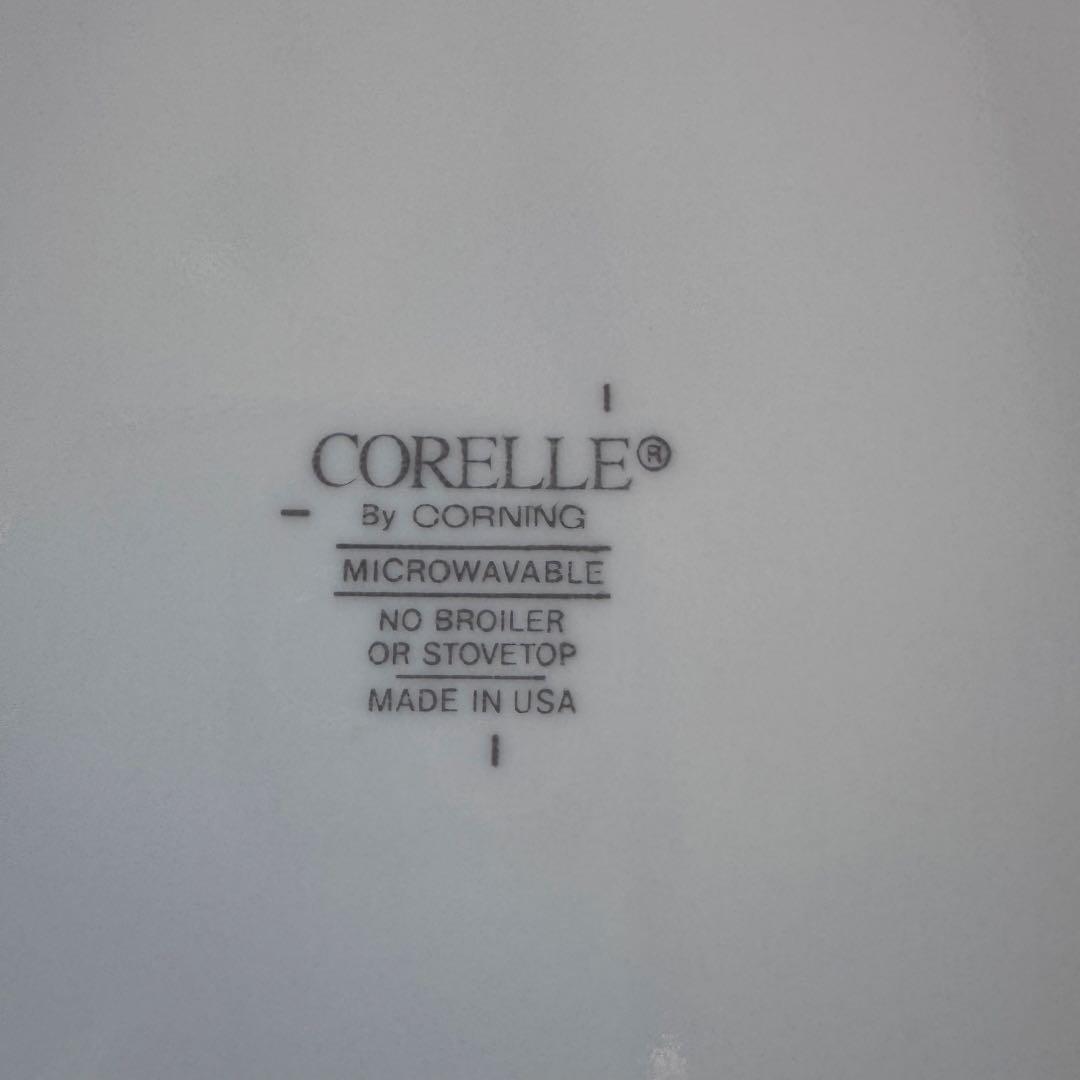 CORELLE®
By CORNING
MICROWAVABLE
NO BROILER
OR STOVETOP
MADE IN USA